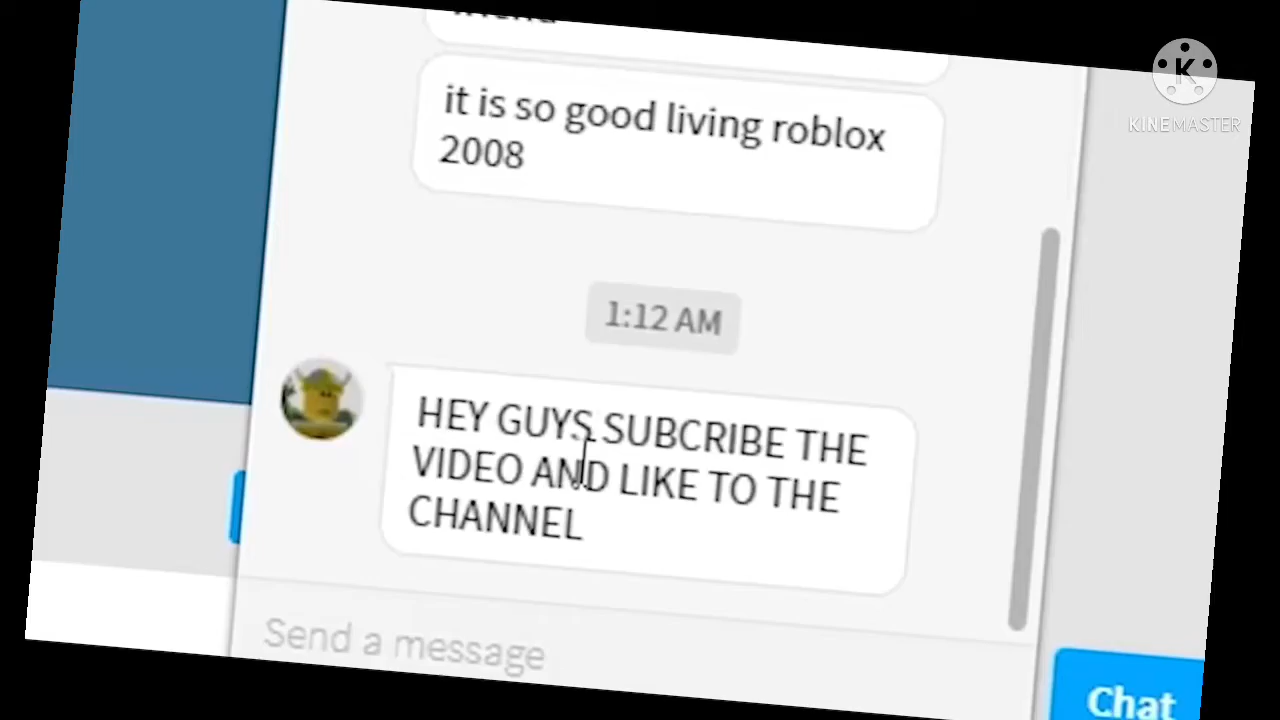 it is so good living roblox
2008
1:12 AM
HEY GUYS SUBCRIBE THE
VIDEO AND LIKE TO THE
CHANNEL
Send a message
Chat
K
KINEMASTER